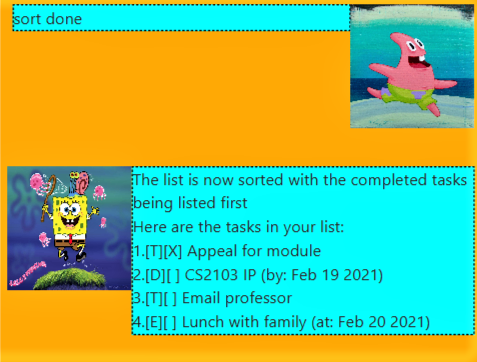 sort done
The list is now sorted with the completed tasks
being listed first
Here are the tasks in your list:
1.[T][X] Appeal for module
2.[D][ ] CS2103 IP (by: Feb 19 2021)
3.[T][ ] Email professor
4.[E][ ] Lunch with family (at: Feb 20 2021)